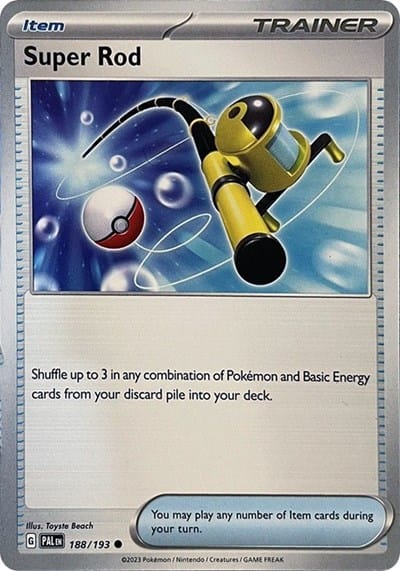 Item
TRAINER
Super Rod
Shuffle up to 3 in any combination of Pokémon and Basic Energy
cards from your discard pile into your deck.
You may play any number of Item cards during
your turn.
Illus. Toyste Beach
G PAL EN 188/193
©2023 Pokémon / Nintendo / Creatures / GAME FREAK